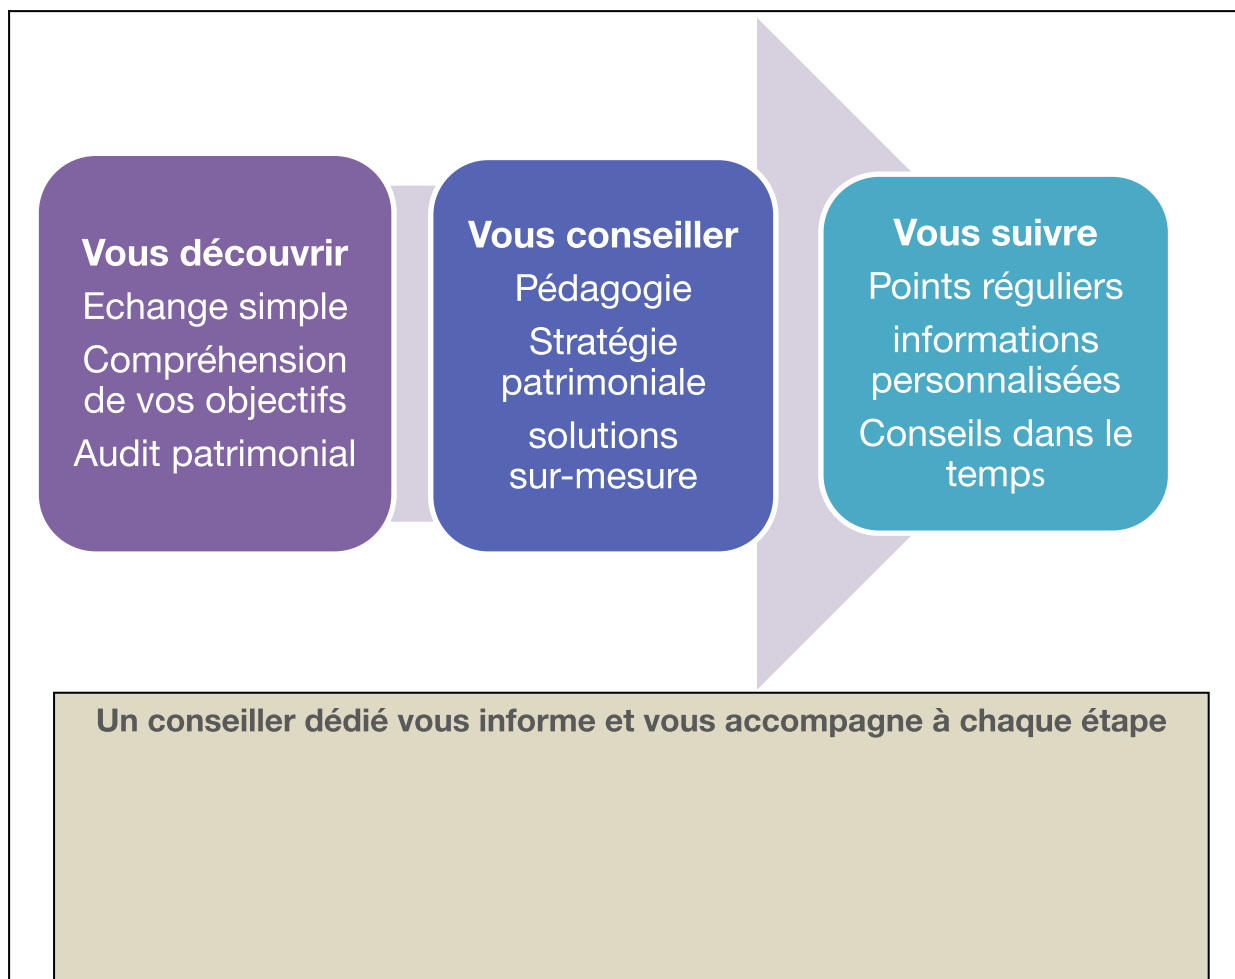 Vous découvrir
Echange simple
Compréhension
de vos objectifs
Audit patrimonial
Vous conseiller
Pédagogie
Stratégie
patrimoniale
solutions
sur-mesure
Vous suivre
Points réguliers
informations
personnalisées
Conseils dans le
temps
Un conseiller dédié vous informe et vous accompagne à chaque étape